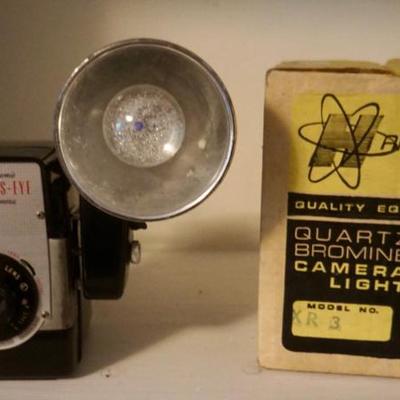 S-EYE
LENS
QUALITY EQ
QUARTZ
BROMINE
CAMERA
LIGHT
MODEL NO.
XR 3